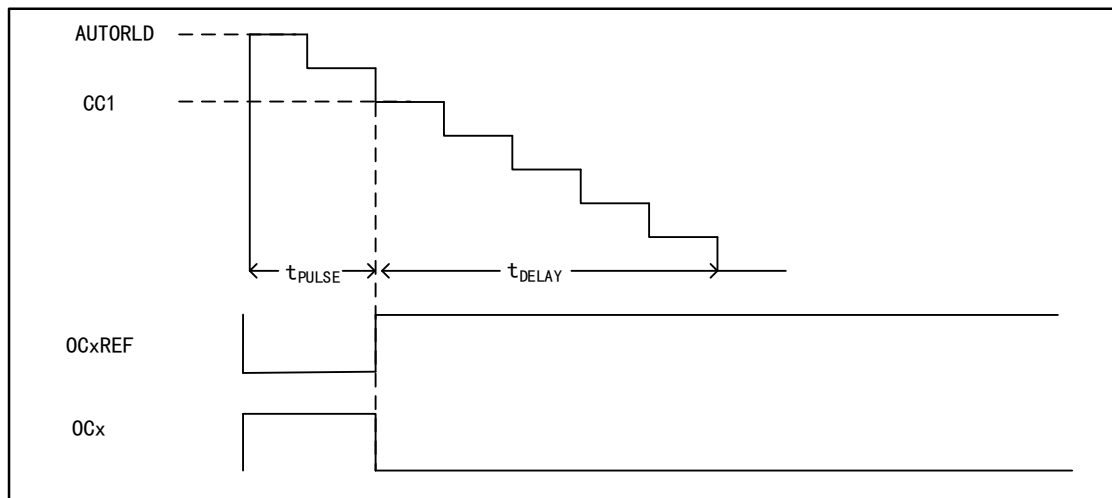 AUTORLD
CC1
tPULSE
tDELAY
OCxREF
OCx